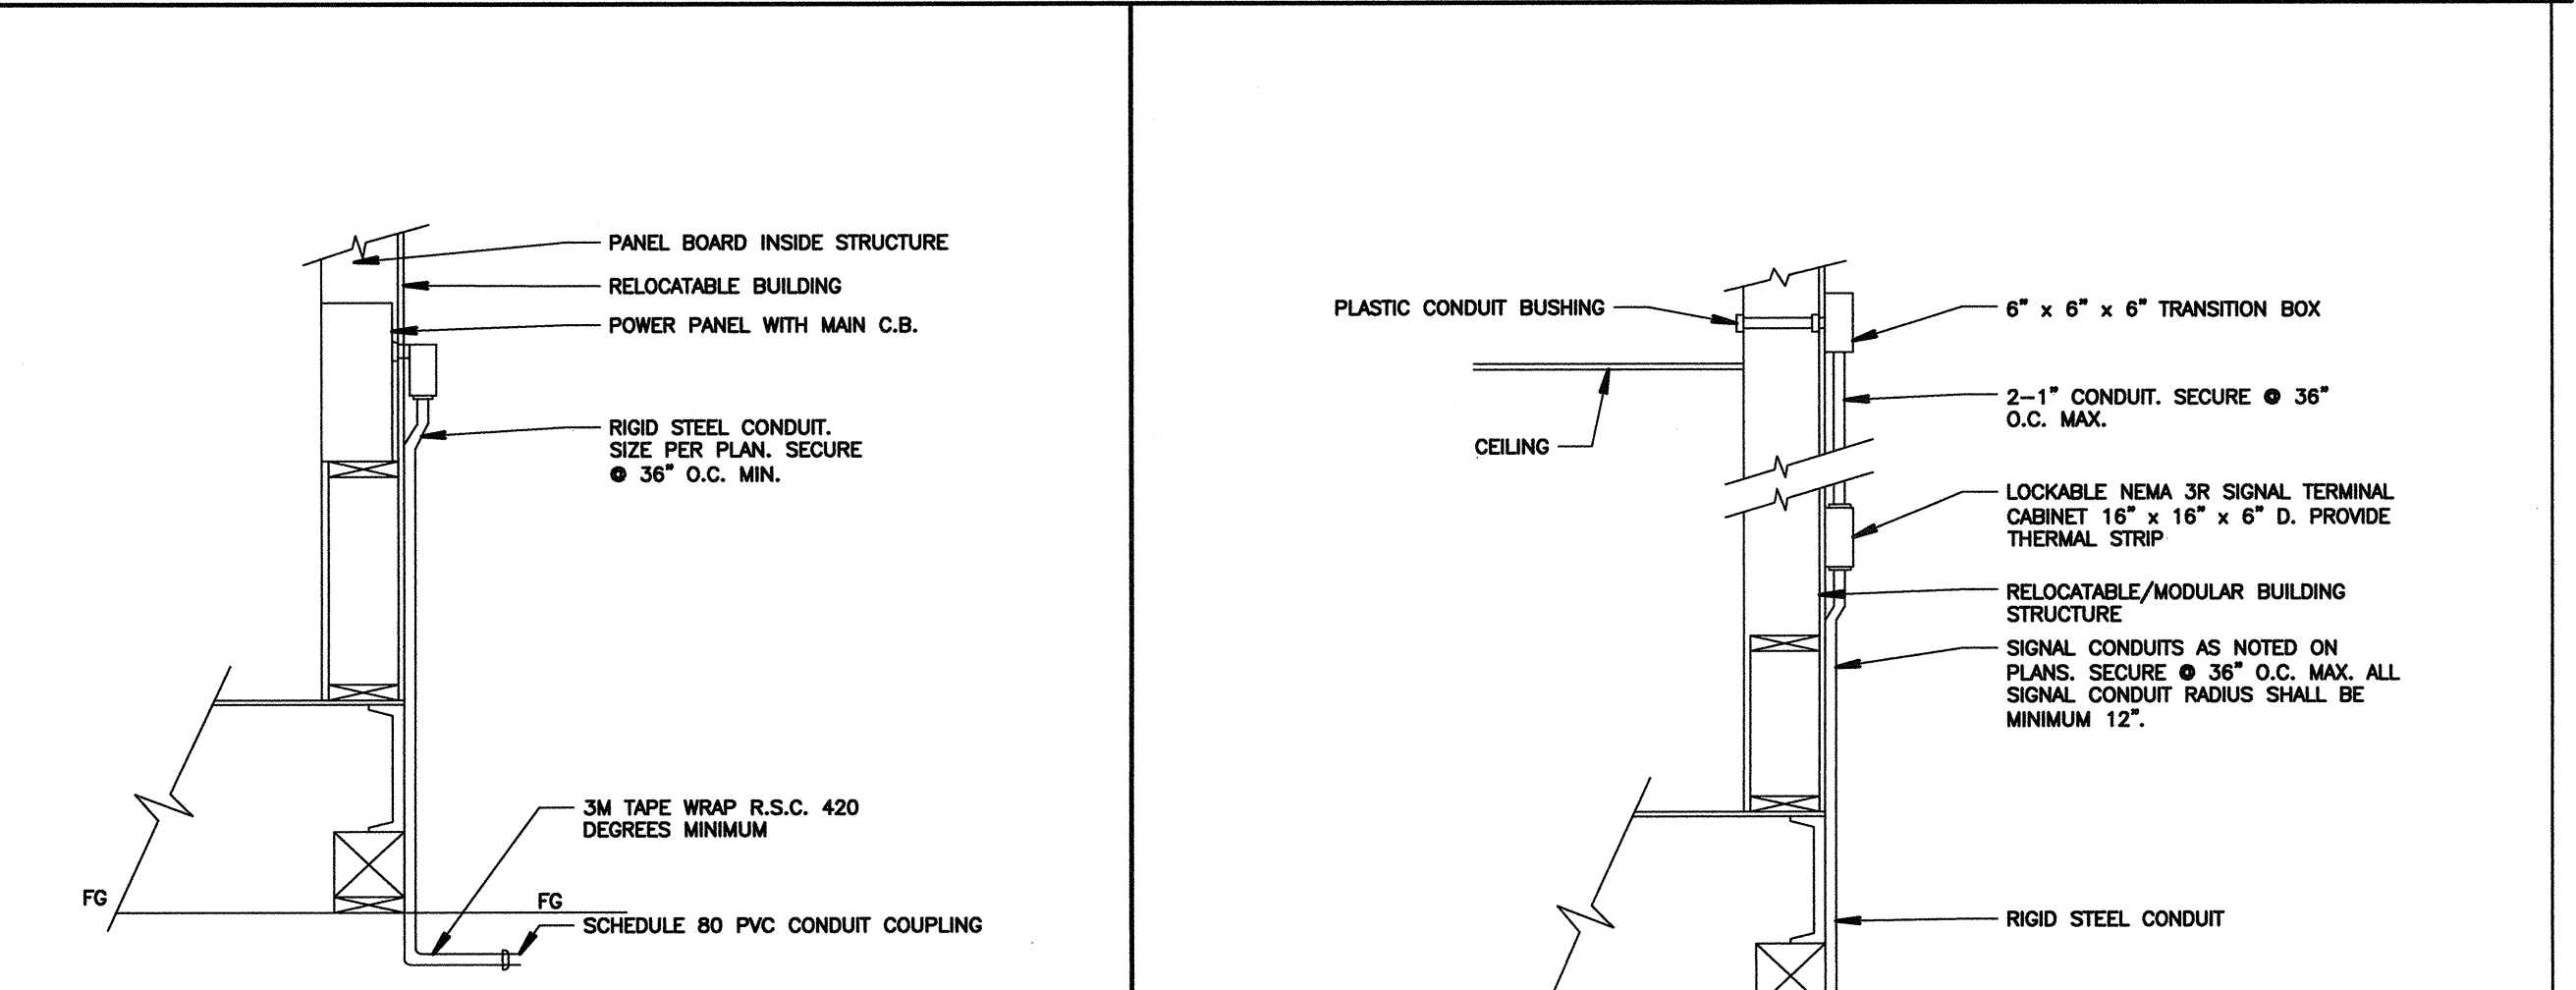 PANEL BOARD INSIDE STRUCTURE
RELOCATABLE BUILDING
POWER PANEL WITH MAIN C.B.
RIGID STEEL CONDUIT.
SIZE PER PLAN. SECURE
@ 36" O.C. MIN.
3M TAPE WRAP R.S.C. 420
DEGREES MINIMUM
FG
FG
SCHEDULE 80 PVC CONDUIT COUPLING
PLASTIC CONDUIT BUSHING
CEILING
6" x 6" x 6" TRANSITION BOX
2-1" CONDUIT. SECURE @ 36"
O.C. MAX.
LOCKABLE NEMA 3R SIGNAL TERMINAL
CABINET 16" x 16" x 6" D. PROVIDE
THERMAL STRIP
RELOCATABLE/MODULAR BUILDING
STRUCTURE
SIGNAL CONDUITS AS NOTED ON
PLANS. SECURE @ 36" O.C. MAX. ALL
SIGNAL CONDUIT RADIUS SHALL BE
MINIMUM 12".
RIGID STEEL CONDUIT